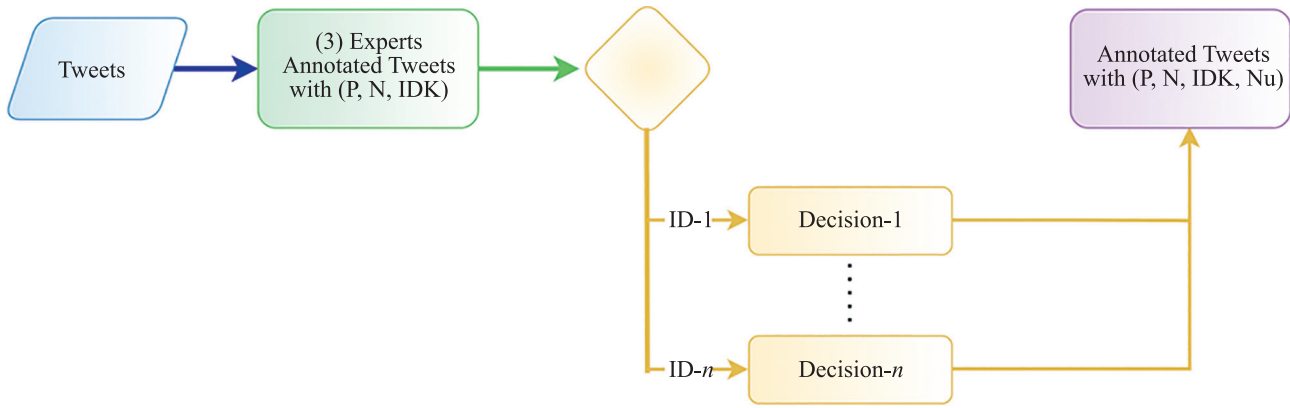 Tweets
(3) Experts
Annotated Tweets
with (P, N, IDK)
Annotated Tweets
with (P, N, IDK, Nu)
ID-1
Decision-1
ID-n
Decision-n